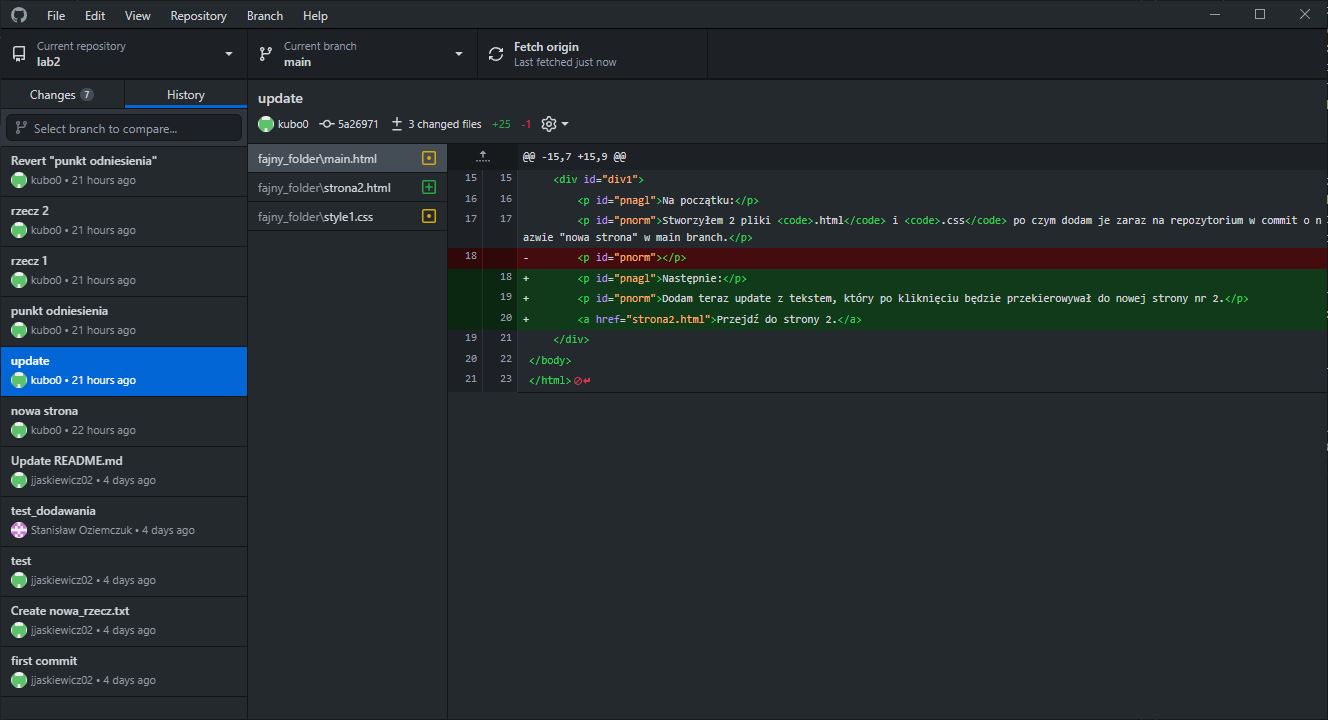 File Edit View Repository Branch Help
Current repository
lab2
Current branch
main
Fetch origin
Last fetched just now
Changes 7 History
Select branch to compare...
Revert "punkt odniesienia"
kubo0 • 21 hours ago
rzecz 2
kubo0 • 21 hours ago
rzecz 1
kubo0 • 21 hours ago
punkt odniesienia
kubo0 • 21 hours ago
update
kubo0 • 21 hours ago
nowa strona
kubo0 • 22 hours ago
Update README.md
jjaskiewicz02 • 4 days ago
test_dodawania
Stanisław Oziemczuk • 4 days ago
test
jjaskiewicz02 • 4 days ago
Create nowa_rzecz.txt
jjaskiewicz02 • 4 days ago
first commit
jjaskiewicz02 • 4 days ago
update
kubo0 5a26971 3 changed files +25 -1
fajny_folder\main.html
fajny_folder\strona2.html
fajny_folder\style1.css
@@ -15,7 +15,9 @@
15 15 <div id="div1">
16 16 <p id="pnagl">Na początku:</p>
17 17 <p id="pnorm">Stworzyłem 2 pliki <code>.html</code> i <code>.css</code> po czym dodam je zaraz na repozytorium w commit o n
azwie "nowa strona" w main branch.</p>
18 - <p id="pnorm"></p>
18 + <p id="pnagl">Następnie:</p>
19 + <p id="pnorm">Dodam teraz update z tekstem, który po kliknięciu będzie przekierowywał do nowej strony nr 2.</p>
20 + <a href="strona2.html">Przejdź do strony 2.</a>
19 21 </div>
20 22 </body>
21 23 </html>